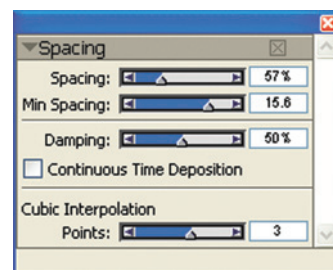 Spacing
Spacing: 57%
Min Spacing: 15.6
Damping: 50%
Continuous Time Deposition
Cubic Interpolation
Points: 3